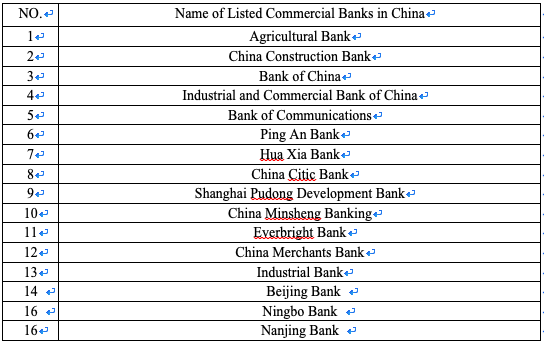 NO. Name of Listed Commercial Banks in China
1 Agricultural Bank
2 China Construction Bank
3 Bank of China
4 Industrial and Commercial Bank of China
5 Bank of Communications
6 Ping An Bank
7 Hua Xia Bank
8 China Citic Bank
9 Shanghai Pudong Development Bank
10 China Minsheng Banking
11 Everbright Bank
12 China Merchants Bank
13 Industrial Bank
14 Beijing Bank
16 Ningbo Bank
16 Nanjing Bank